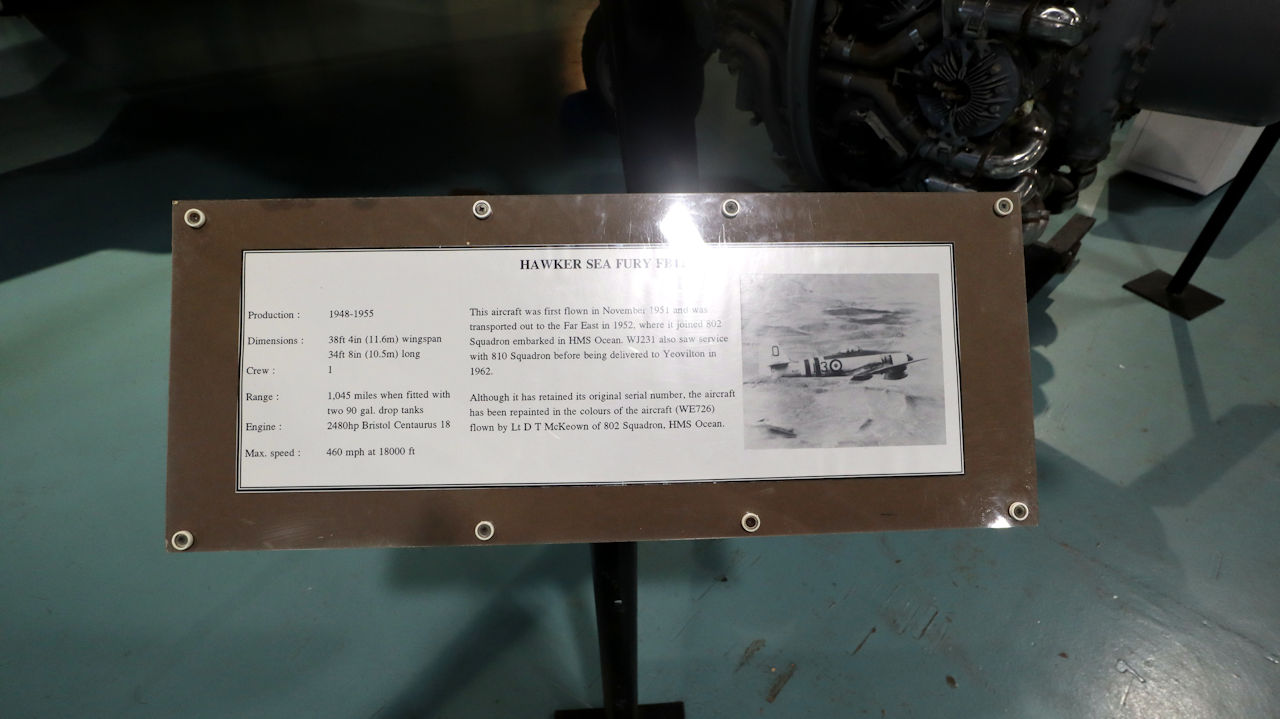 HAWKER SEA FURY
Production : 1948-1955
Dimensions : 38ft 4in (11.6m) wingspan
34ft 8in (10.5m) long
Crew : 1
Range : 1,045 miles when fitted with
two 90 gal. drop tanks
Engine : 2480hp Bristol Centaurus 18
Max. speed : 460 mph at 18000 ft
This aircraft was first flown in November 1951 and was
transported out to the Far East in 1952, where it joined 802
Squadron embarked in HMS Ocean. WJ231 also saw service
with 810 Squadron before being delivered to Yeovilton in
1962.
Although it has retained its original serial number, the aircraft
has been repainted in the colours of the aircraft (WE726)
flown by Lt D T McKeown of 802 Squadron, HMS Ocean.